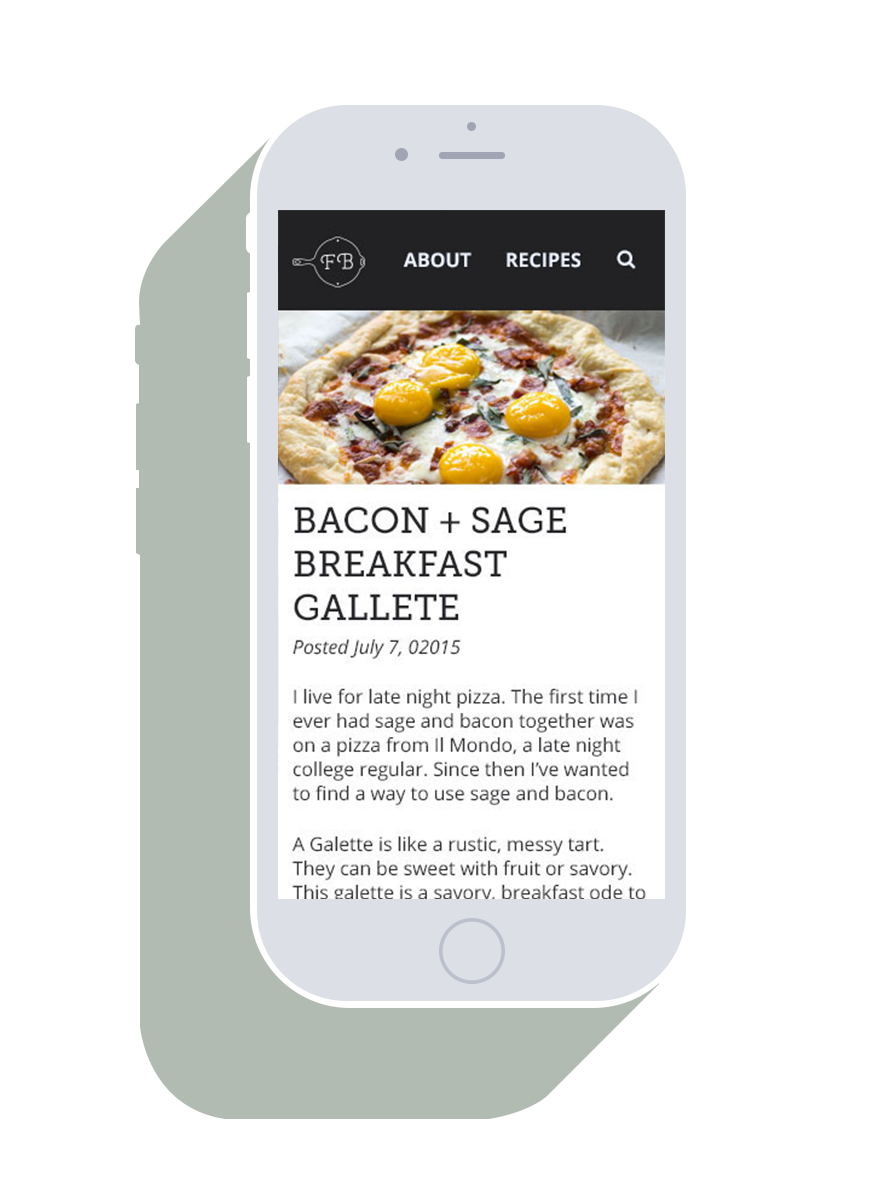 FB
ABOUT RECIPES
BACON + SAGE
BREAKFAST
GALLETE
Posted July 7, 02015
I live for late night pizza. The first time I
ever had sage and bacon together was
on a pizza from Il Mondo, a late night
college regular. Since then I’ve wanted
to find a way to use sage and bacon.
A Galette is like a rustic, messy tart.
They can be sweet with fruit or savory.
This galette is a savory, breakfast ode to